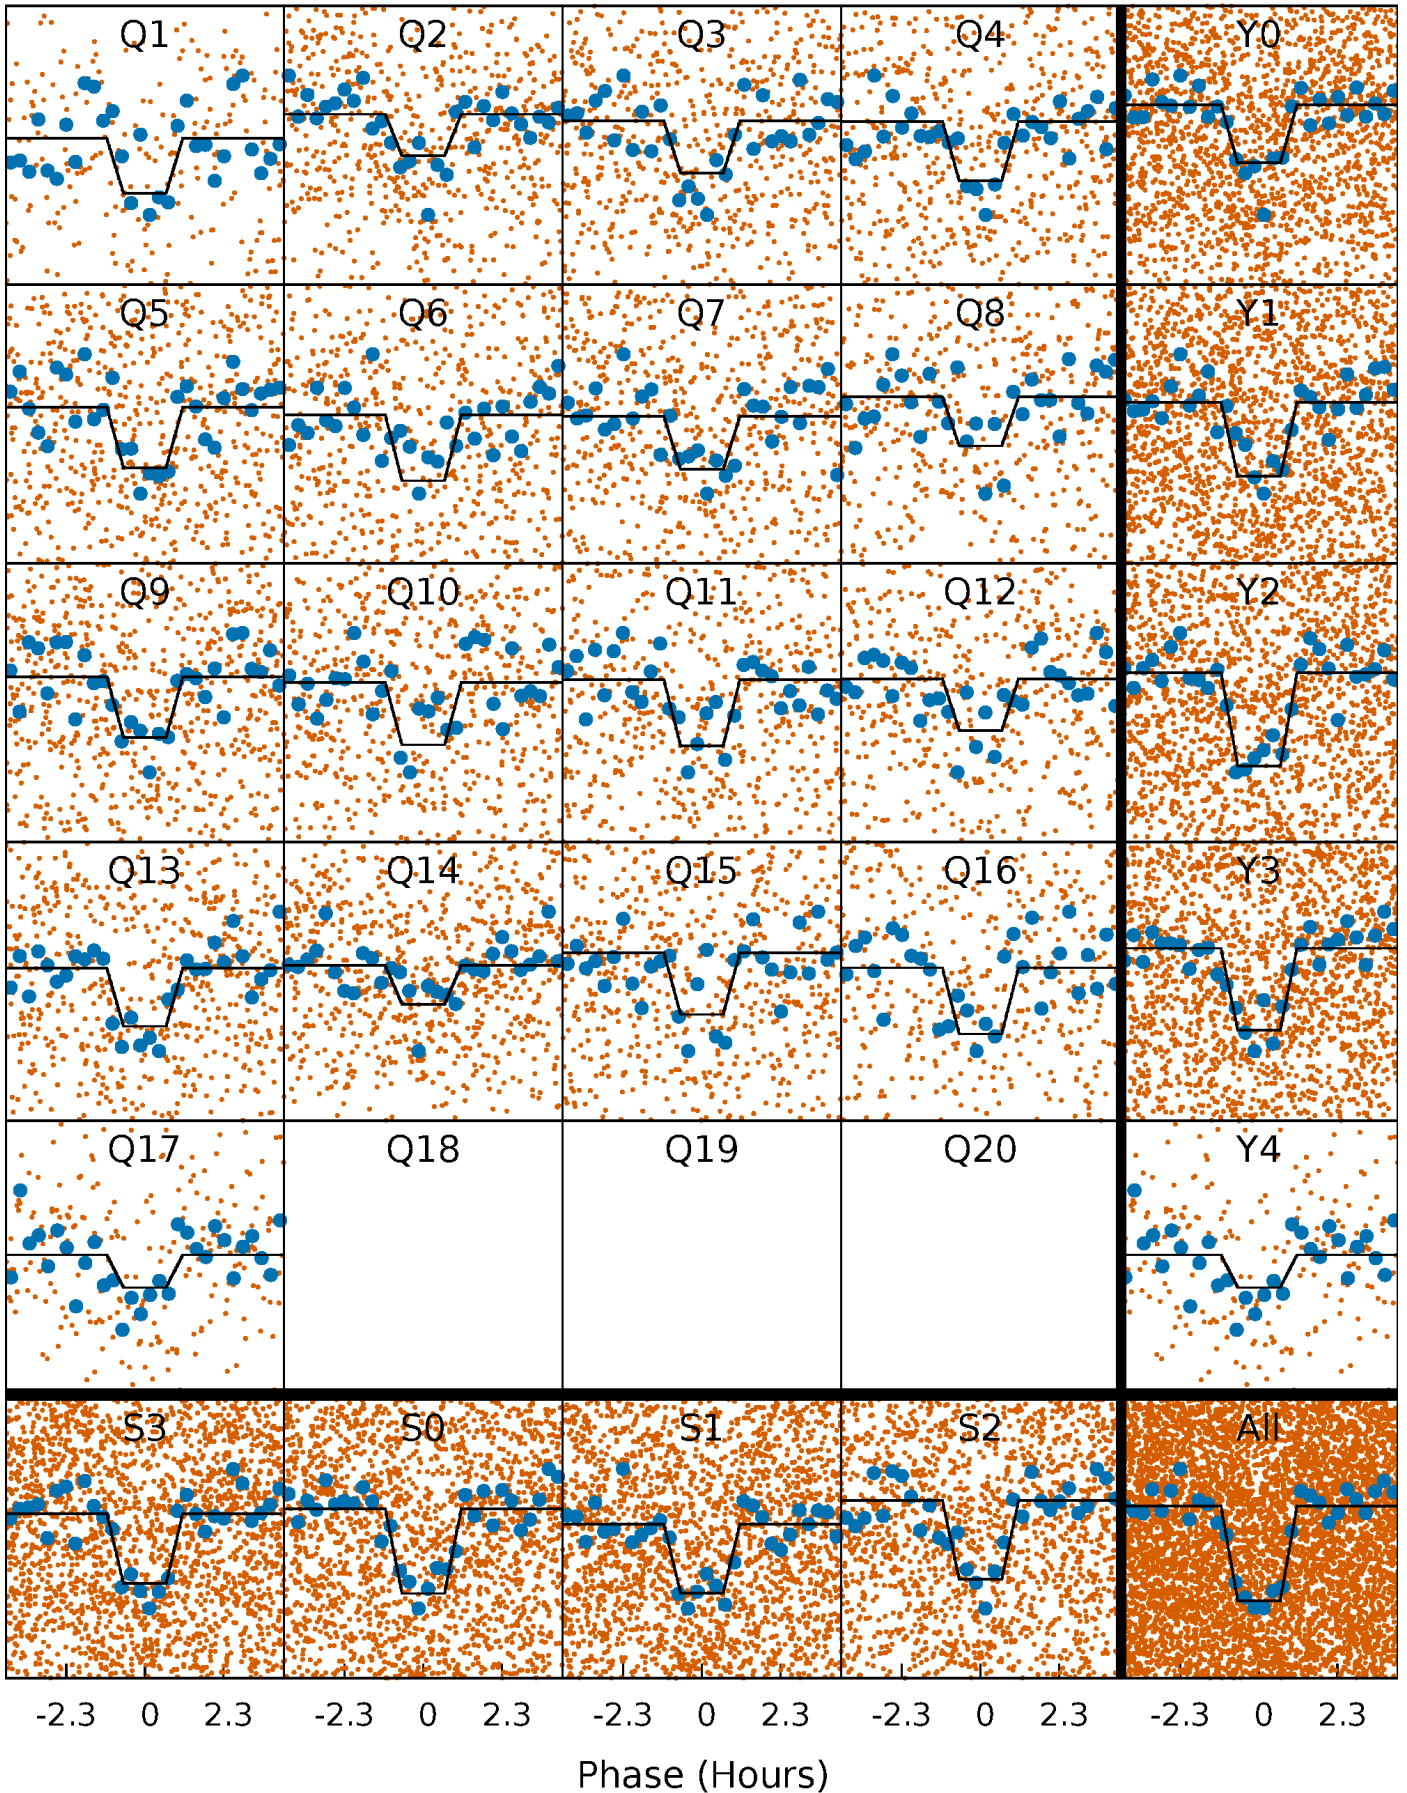 Q1 Q2 Q3 Q4 Y0
Q5 Q6 Q7 Q8 Y1
Q9 Q10 Q11 Q12 Y2
Q13 Q14 Q15 Q16 Y3
Q17 Q18 Q19 Q20 Y4
S3 S0 S1 S2 All
-2.3 0 2.3 -2.3 0 2.3 -2.3 0 2.3 -2.3 0 2.3 -2.3 0 2.3
Phase (Hours)